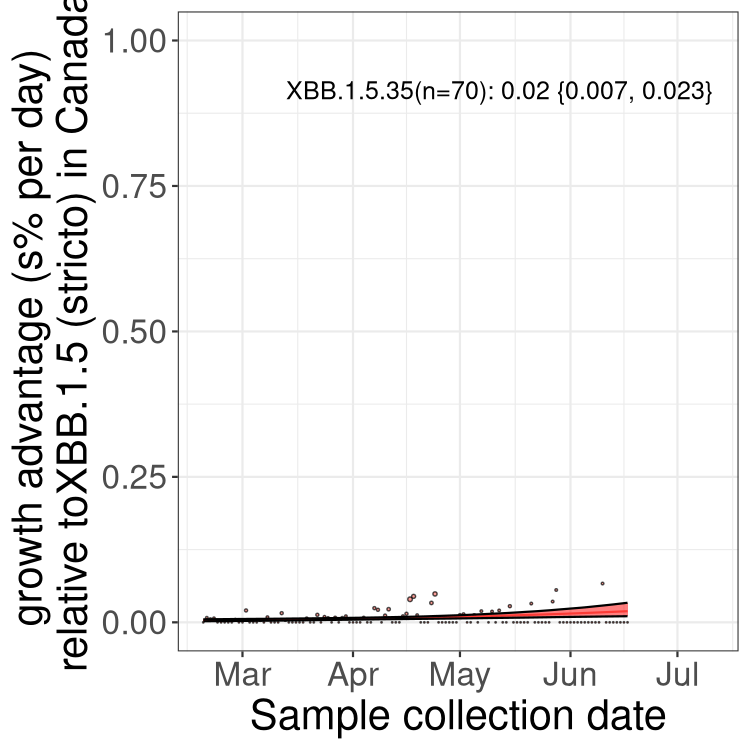 growth advantage (s% per day)
relative toXBB.1.5 (stricto) in Canada
1.00
0.75
0.50
0.25
0.00
XBB.1.5.35(n=70): 0.02 {0.007, 0.023}
Mar Apr May Jun Jul
Sample collection date